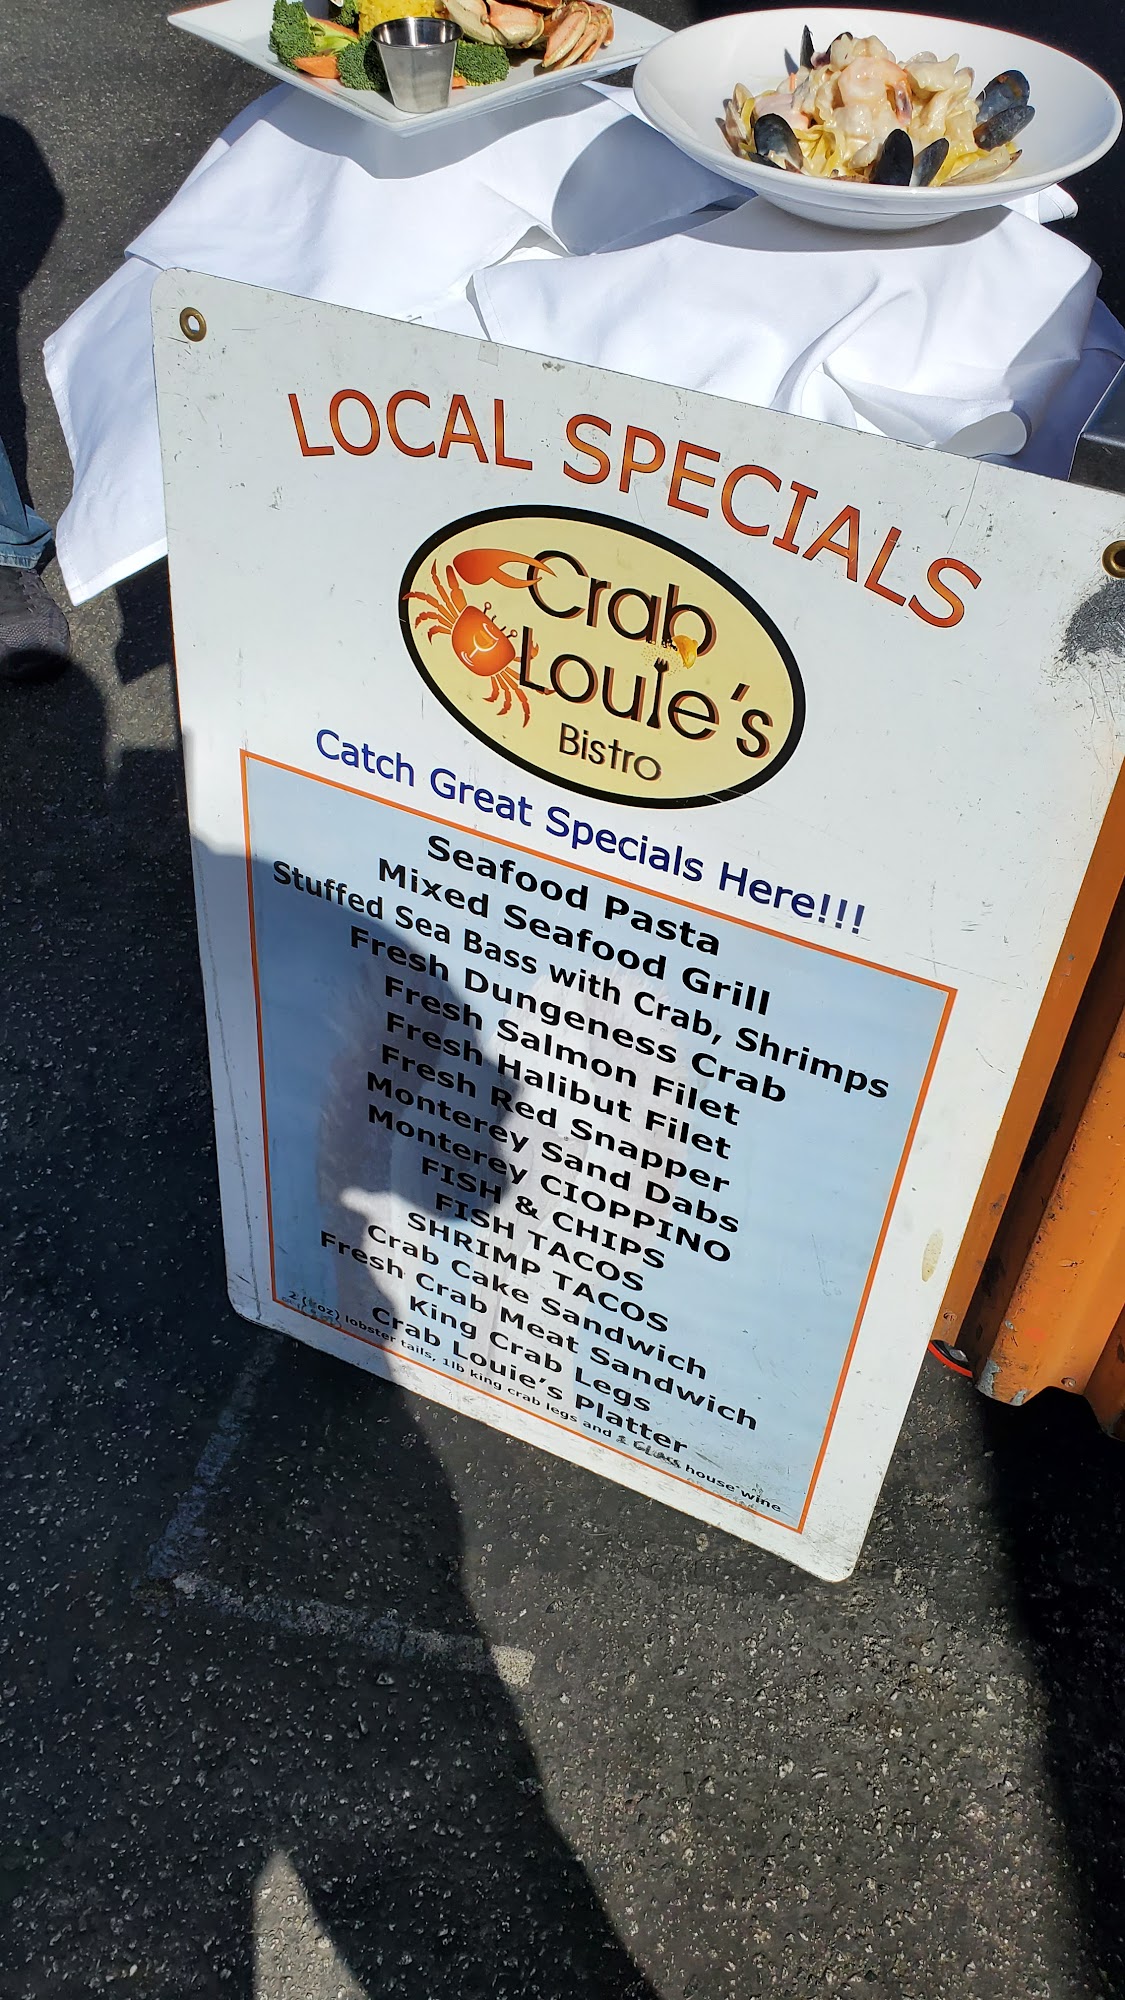 LOCAL SPECIALS
Crab
Louie's
Bistro
Catch Great Specials Here!!!
Seafood Pasta
Mixed Seafood Grill
Stuffed Sea Bass with Crab, Shrimps
Fresh Dungeness Crab
Fresh Salmon Filet
Fresh Halibut Filet
Fresh Red Snapper
Monterey Sand Dabs
Monterey CIOPPINO
FISH & CHIPS
FISH TACOS
SHRIMP TACOS
Crab Cake Sandwich
Fresh Crab Meat Sandwich
King Crab Legs
Crab Louie's Platter
2 oz) lobster tails, 1lb king crab legs and Glass house wine